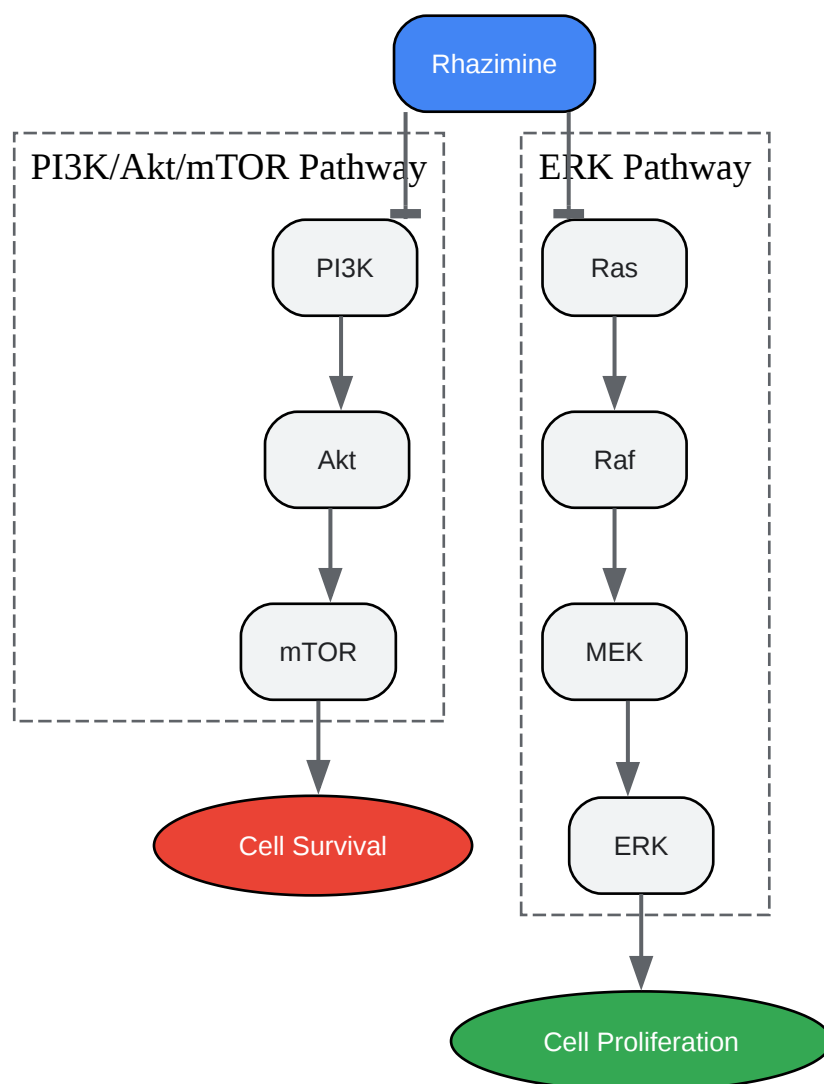 Rhazimine
PI3K/Akt/mTOR Pathway
PI3K
Akt
mTOR
Cell Survival
ERK Pathway
Ras
Raf
MEK
ERK
Cell Proliferation